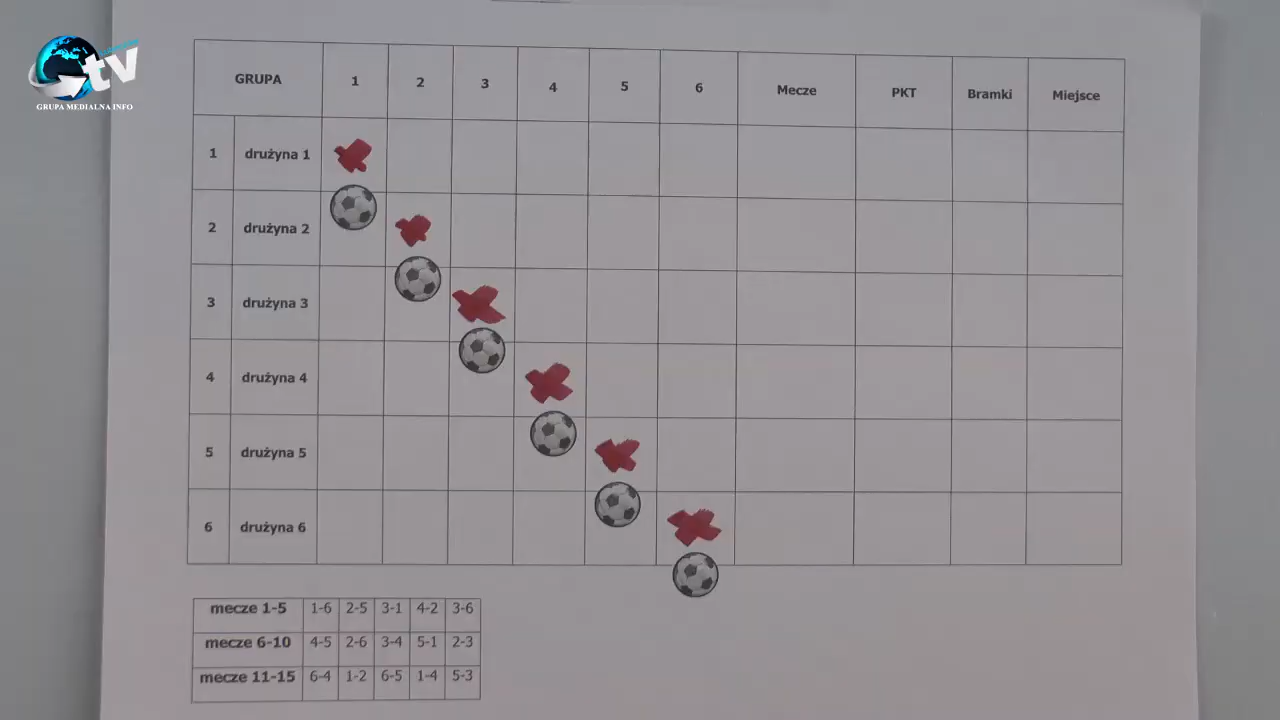 tv
GRUPA MEDIALNA INFO
GRUPA 1 2 3 4 5 6 Mecze PKT Bramki Miejsce
1 drużyna 1
2 drużyna 2
3 drużyna 3
4 drużyna 4
5 drużyna 5
6 drużyna 6
mecze 1-5 1-6 2-5 3-1 4-2 3-6
mecze 6-10 4-5 2-6 3-4 5-1 2-3
mecze 11-15 6-4 1-2 6-5 1-4 5-3